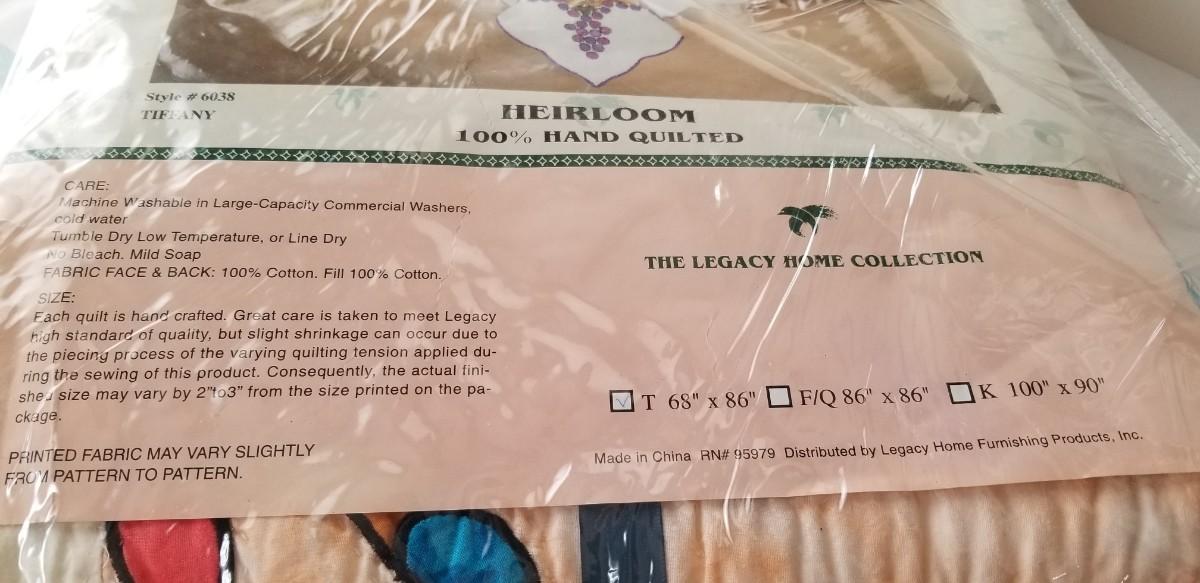 Style # 6038
TIFFANY
HEIRLOOM
100% HAND QUILTED
CARE:
Machine Washable in Large-Capacity Commercial Washers,
cold water
Tumble Dry Low Temperature, or Line Dry
No Bleach. Mild Soap
FABRIC FACE & BACK: 100% Cotton. Fill 100% Cotton.
SIZE:
Each quilt is hand crafted. Great care is taken to meet Legacy
high standard of quality, but slight shrinkage can occur due to
the piecing process of the varying quilting tension applied du-
ring the sewing of this product. Consequently, the actual fini-
shed size may vary by 2"to3" from the size printed on the pa-
ckage.
PRINTED FABRIC MAY VARY SLIGHTLY
FROM PATTERN TO PATTERN.
THE LEGACY HOME COLLECTION
T 68" x 86" F/Q 86" x 86" K 100" x 90"
Made in China RN# 95979 Distributed by Legacy Home Furnishing Products, Inc.